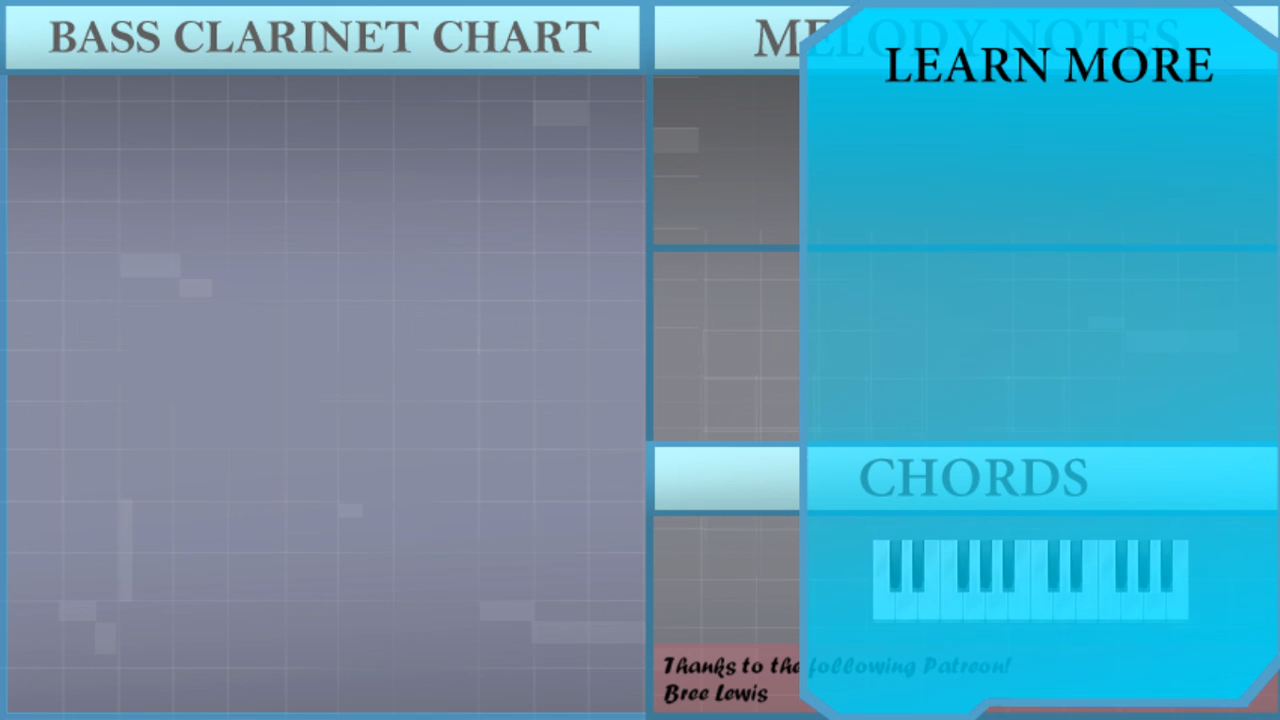 BASS CLARINET CHART
MELODY NOTES
LEARN MORE
CHORDS
Thanks to the following Patreon!
Bree Lewis